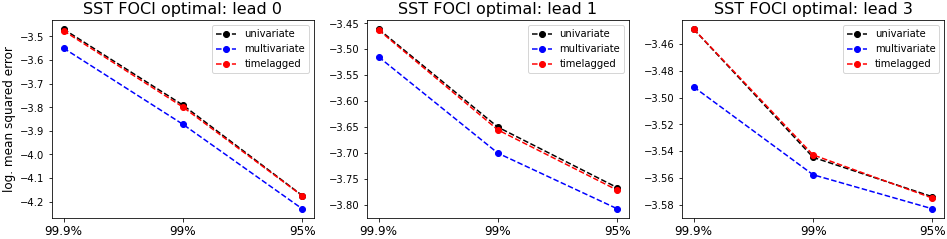 SST FOCI optimal: lead 0
log. mean squared error
−3.5
−3.6
−3.7
−3.8
−3.9
−4.0
−4.1
−4.2
univariate
multivariate
timelagged
99.9%
99%
95%
SST FOCI optimal: lead 1
−3.45
−3.50
−3.55
−3.60
−3.65
−3.70
−3.75
−3.80
univariate
multivariate
timelagged
99.9%
99%
95%
SST FOCI optimal: lead 3
−3.46
−3.48
−3.50
−3.52
−3.54
−3.56
−3.58
univariate
multivariate
timelagged
99.9%
99%
95%